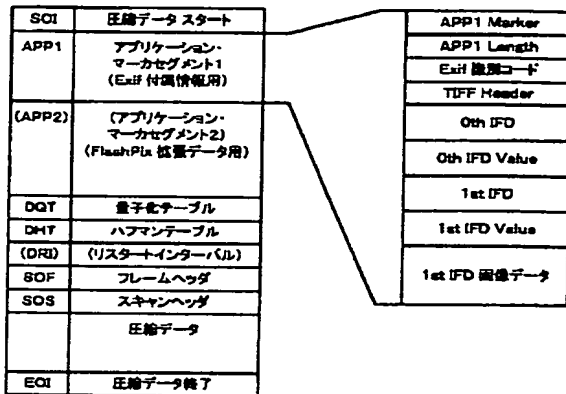 SOI 圧縮データ スタート
APP1 アプリケーション・
マーカセグメント1
(Exif 付属情報用)
(APP2) (アプリケーション・
マーカセグメント2)
(FlashPix 拡張データ用)
DQT 量子化テーブル
DHT ハフマンテーブル
(DRI) (リスタートインターバル)
SOF フレームヘッダ
SOS スキャンヘッダ
圧縮データ
EOI 圧縮データ終了
APP1 Marker
APP1 Length
Exif 識別コード
TIFF Header
0th IFD
0th IFD Value
1st IFD
1st IFD Value
1st IFD 画像データ